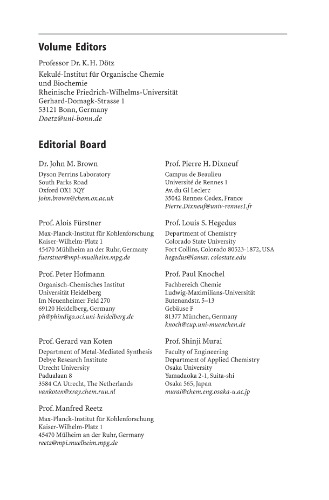 Volume Editors
Professor Dr. K. H. Dötz
Kekulé-Institut für Organische Chemie
und Biochemie
Rheinische Friedrich-Wilhelms-Universität
Gerhard-Domagk-Strasse 1
53121 Bonn, Germany
Doetz@uni-bonn.de
Editorial Board
Dr. John M. Brown
Dyson Perrins Laboratory
South Parks Road
Oxford OX1 3QY
john.brown@chem.ox.ac.uk
Prof. Alois Fürstner
Max-Planck-Institut für Kohlenforschung
Kaiser-Wilhelm-Platz 1
45470 Mühlheim an der Ruhr, Germany
fuerstner@mpi-muelheim.mpg.de
Prof. Peter Hofmann
Organisch-Chemisches Institut
Universität Heidelberg
Im Neuenheimer Feld 270
69120 Heidelberg, Germany
ph@phindigo.oci.uni-heidelberg.de
Prof. Gerard van Koten
Department of Metal-Mediated Synthesis
Debye Research Institute
Utrecht University
Padualaan 8
3584 CA Utrecht, The Netherlands
vankoten@xray.chem.ruu.nl
Prof. Manfred Reetz
Max-Planck-Institut für Kohlenforschung
Kaiser-Wilhelm-Platz 1
45470 Mülheim an der Ruhr, Germany
reetz@mpi.muelheim.mpg.de
Prof. Pierre H. Dixneuf
Campus de Beaulieu
Université de Rennes 1
Av. du Gl Leclerc
35042 Rennes Cedex, France
Pierre.Dixneuf@univ-rennes1.fr
Prof. Louis S. Hegedus
Department of Chemistry
Colorado State University
Fort Collins, Colorado 80523-1872, USA
hegedus@lamar. colostate.edu
Prof. Paul Knochel
Fachbereich Chemie
Ludwig-Maximilians-Universität
Butenandstr. 5–13
Gebäuse F
81377 München, Germany
knoch@cup.uni-muenchen.de
Prof. Shinji Murai
Faculty of Engineering
Department of Applied Chemistry
Osaka University
Yamadaoka 2-1, Suita-shi
Osaka 565, Japan
murai@chem.eng.osaka-u.ac.jp